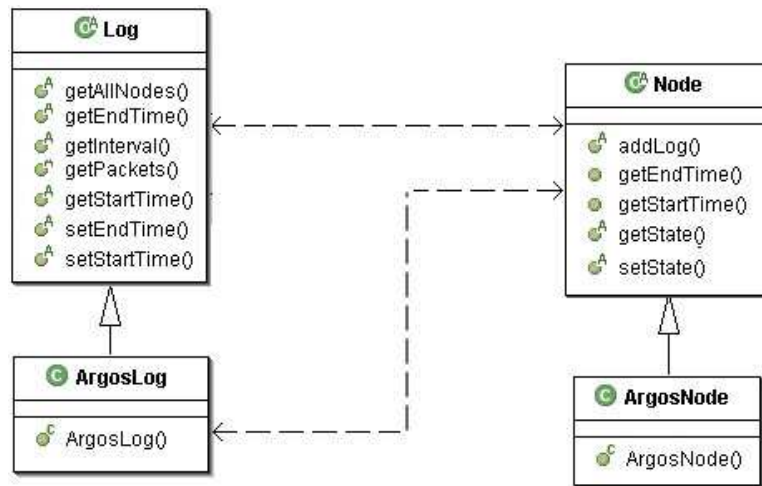 Log
getAllNodes()
getEndTime()
getInterval()
getPackets()
getStartTime()
setEndTime()
setStartTime()
ArgosLog
ArgosLog()
Node
addLog()
getEndTime()
getStartTime()
getState()
setState()
ArgosNode
ArgosNode()